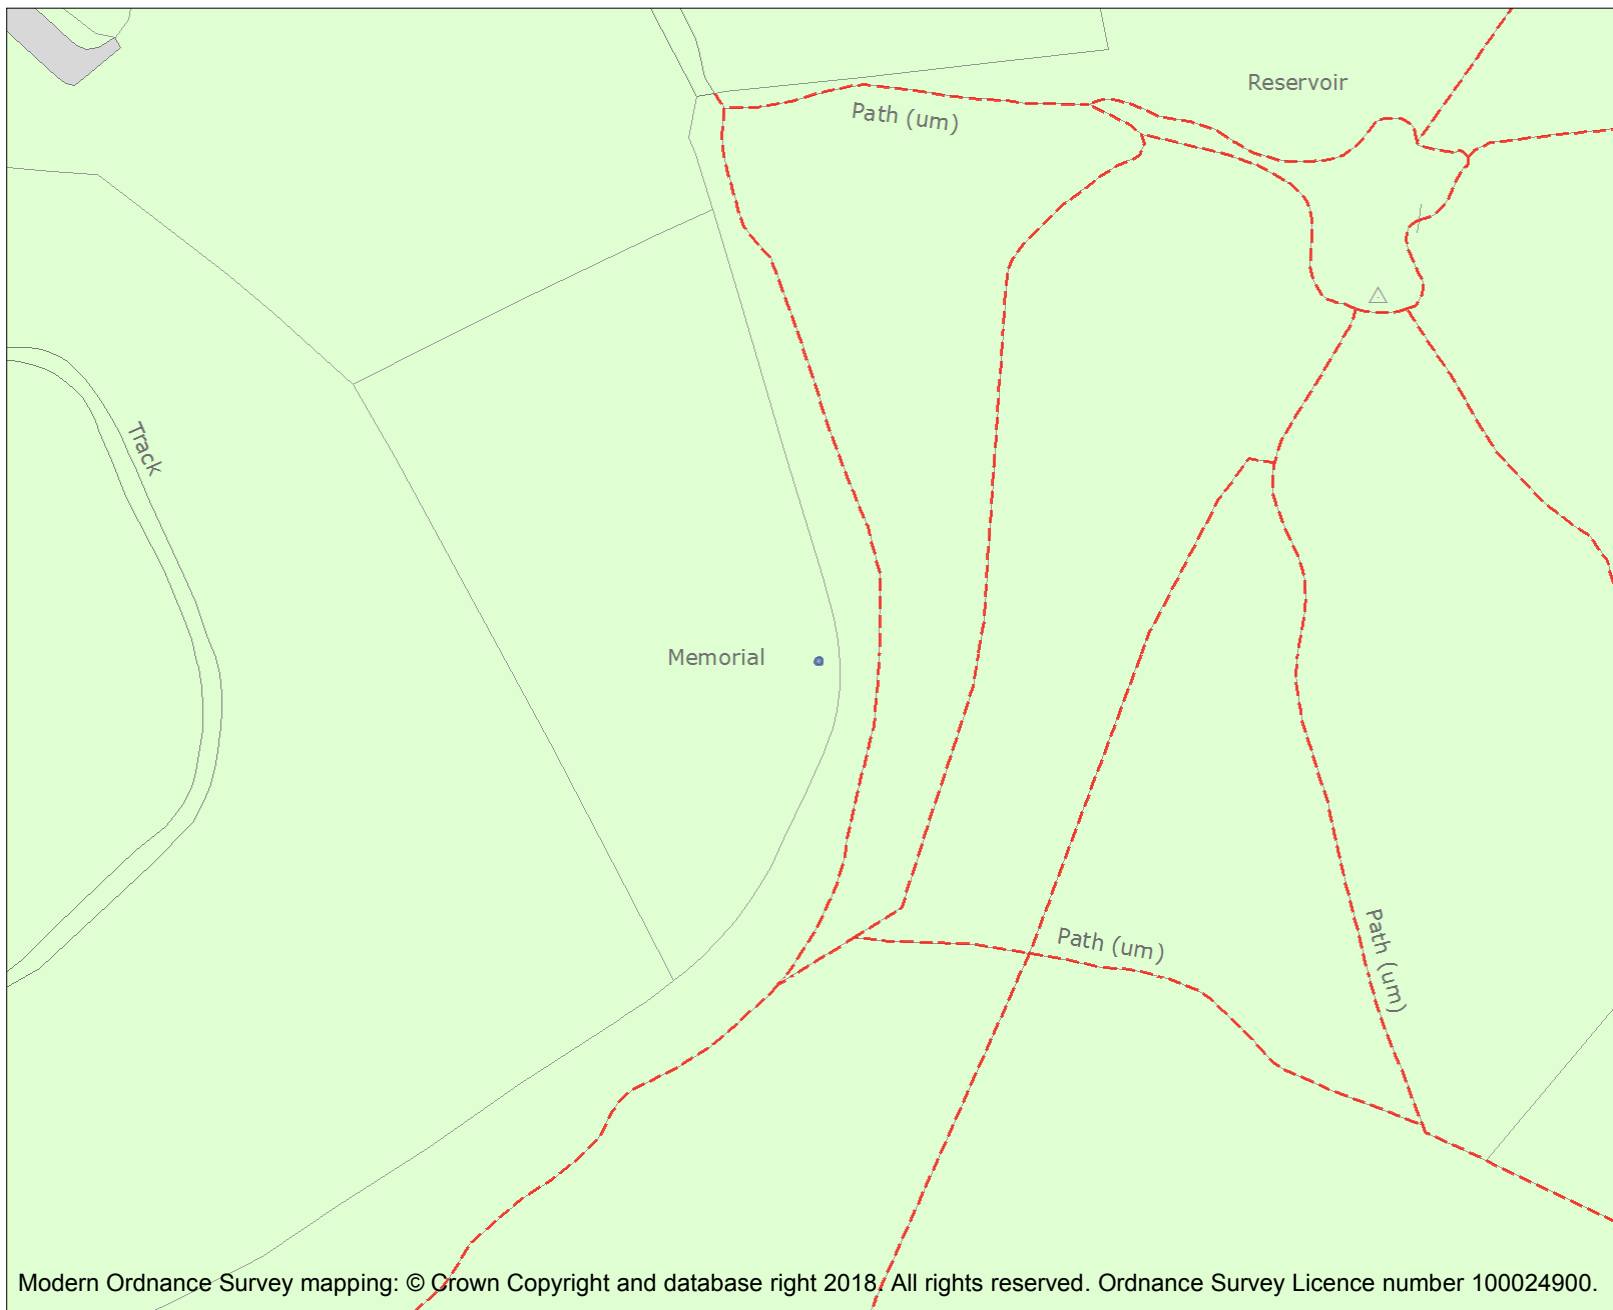 Reservoir
Path (um)
Track
Memorial
Path (um)
Path (um)
Modern Ordnance Survey mapping: © Crown Copyright and database right 2018. All rights reserved. Ordnance Survey Licence number 100024900.